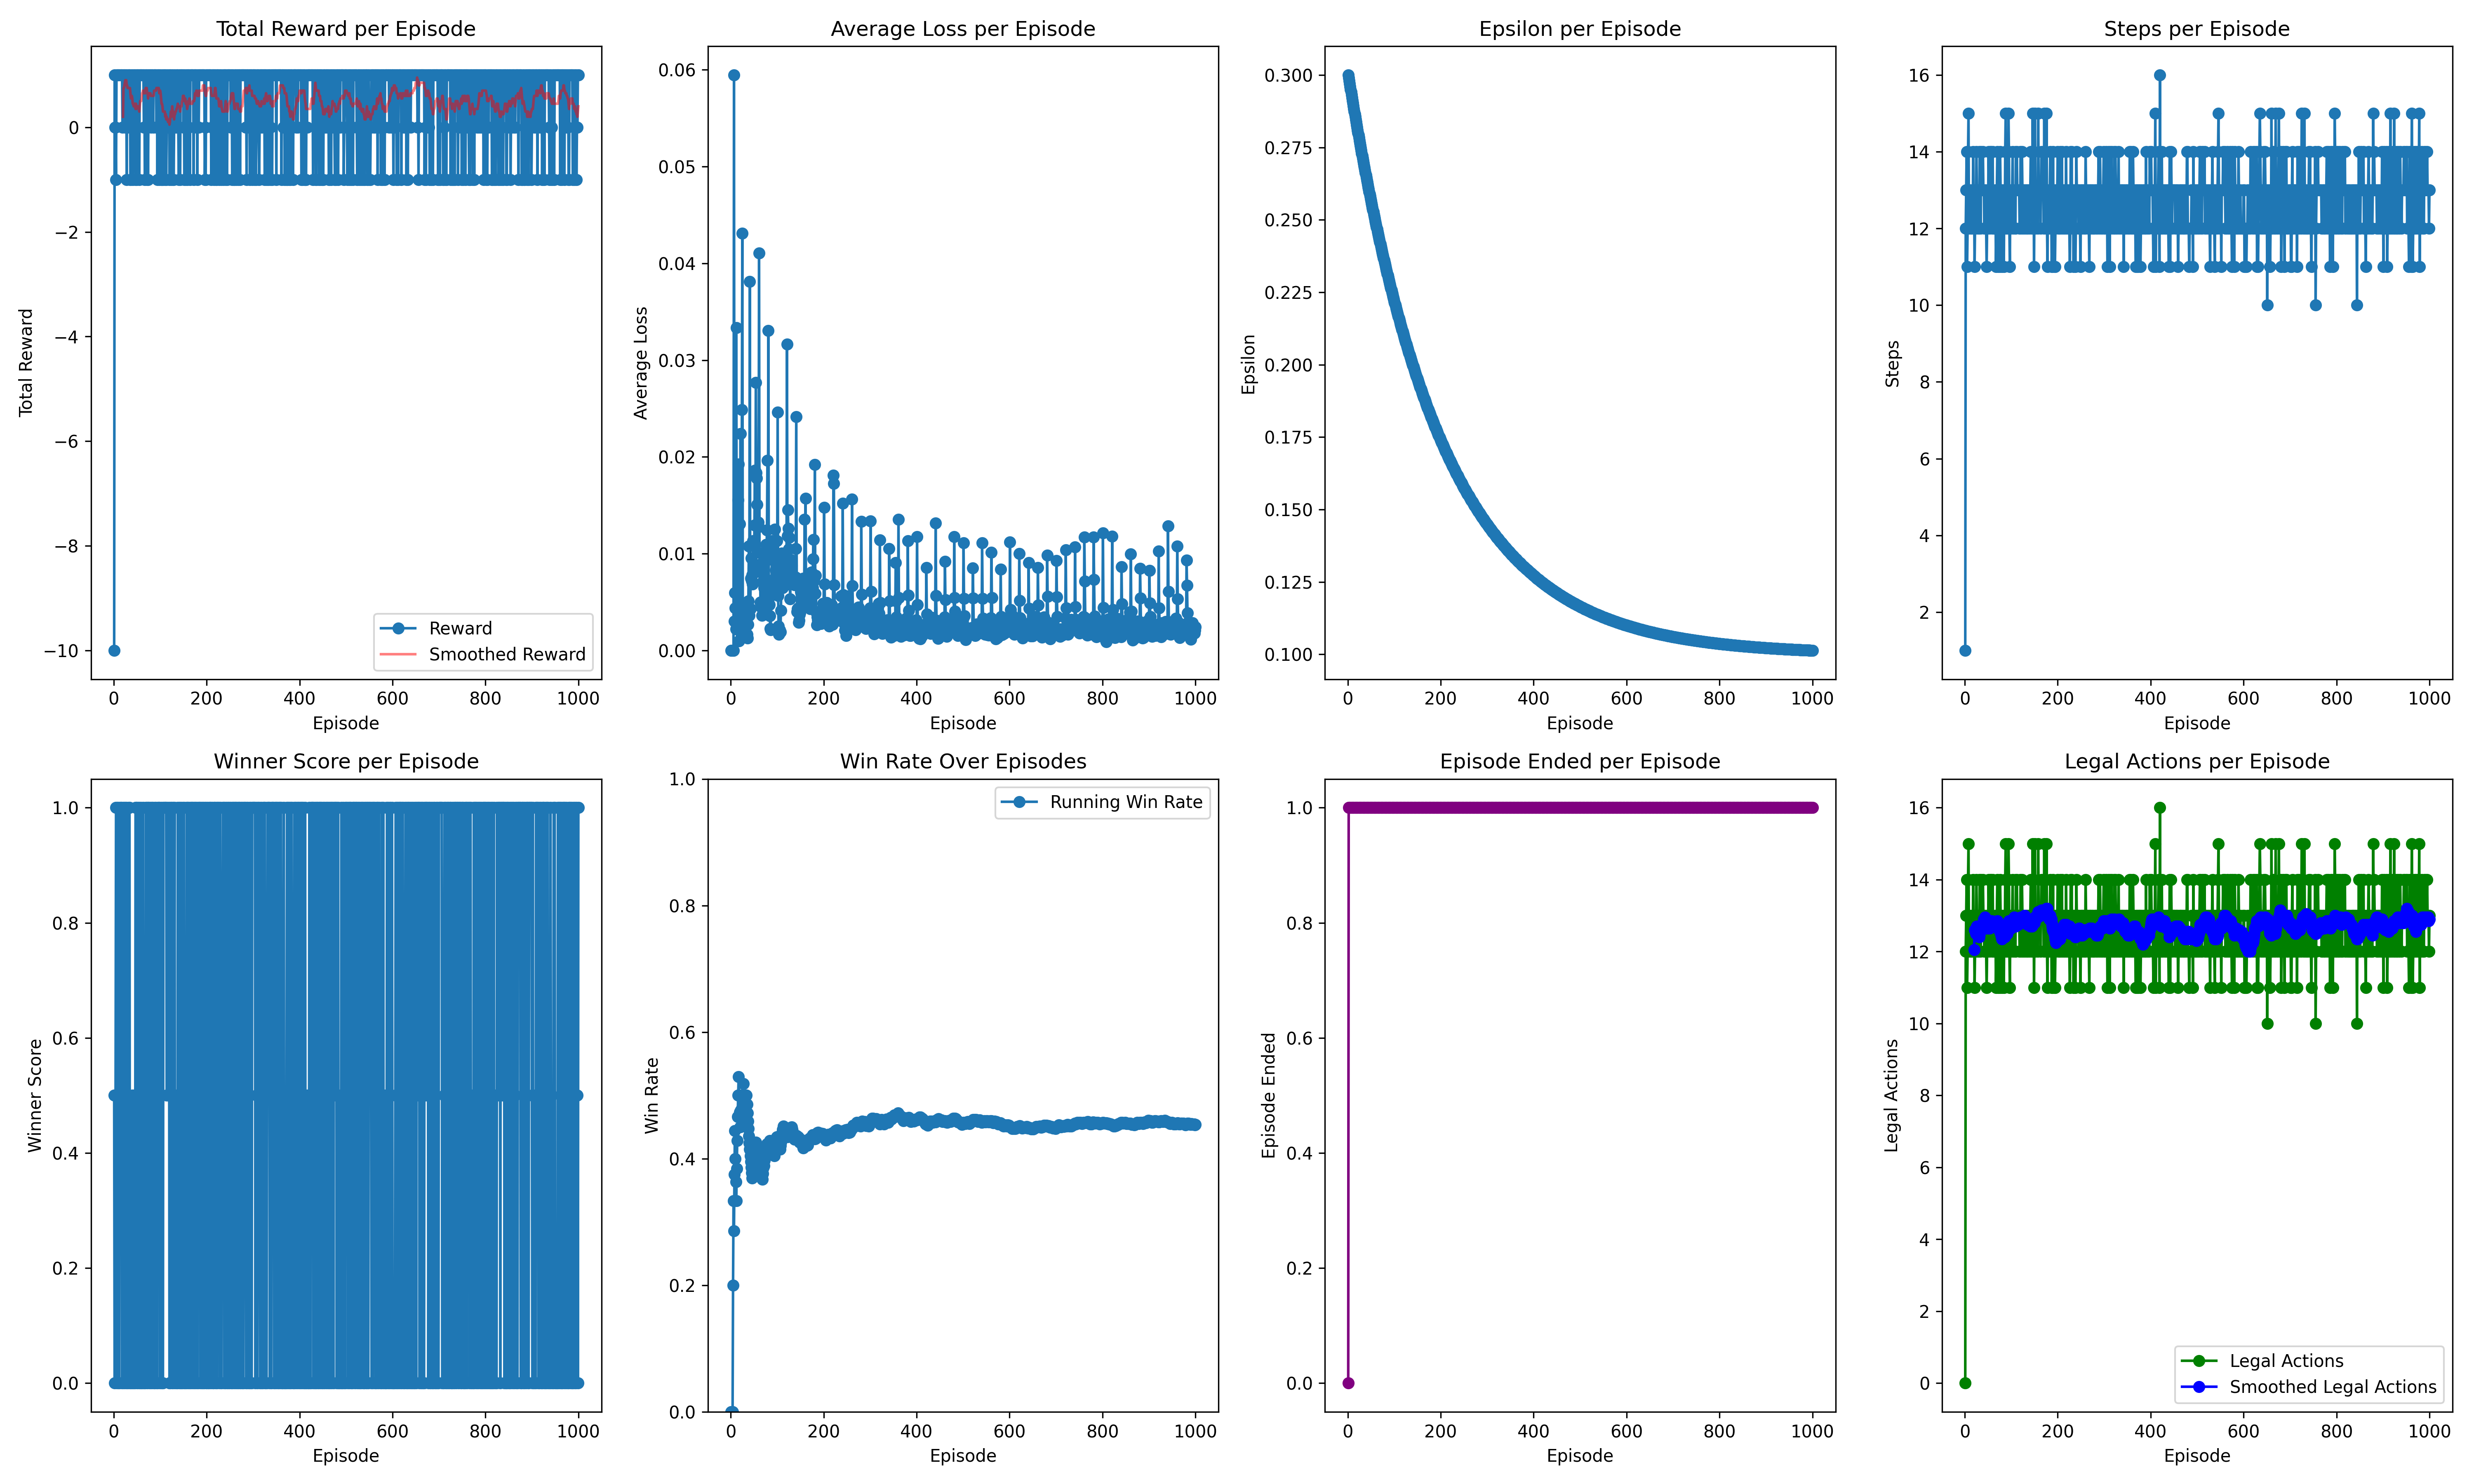 Total Reward per Episode
Total Reward
0
−2
−4
−6
−8
−10
Reward
Smoothed Reward
0 200 400 600 800 1000
Episode
Average Loss per Episode
Average Loss
0.06
0.05
0.04
0.03
0.02
0.01
0.00
0 200 400 600 800 1000
Episode
Epsilon per Episode
Epsilon
0.300
0.275
0.250
0.225
0.200
0.175
0.150
0.125
0.100
0 200 400 600 800 1000
Episode
Steps per Episode
Steps
16
14
12
10
8
6
4
2
0 200 400 600 800 1000
Episode
Winner Score per Episode
Winner Score
1.0
0.8
0.6
0.4
0.2
0.0
0 200 400 600 800 1000
Episode
Win Rate Over Episodes
Win Rate
1.0
0.8
0.6
0.4
0.2
0.0
Running Win Rate
0 200 400 600 800 1000
Episode
Episode Ended per Episode
Episode Ended
1.0
0.8
0.6
0.4
0.2
0.0
0 200 400 600 800 1000
Episode
Legal Actions per Episode
Legal Actions
16
14
12
10
8
6
4
2
0
Legal Actions
Smoothed Legal Actions
0 200 400 600 800 1000
Episode